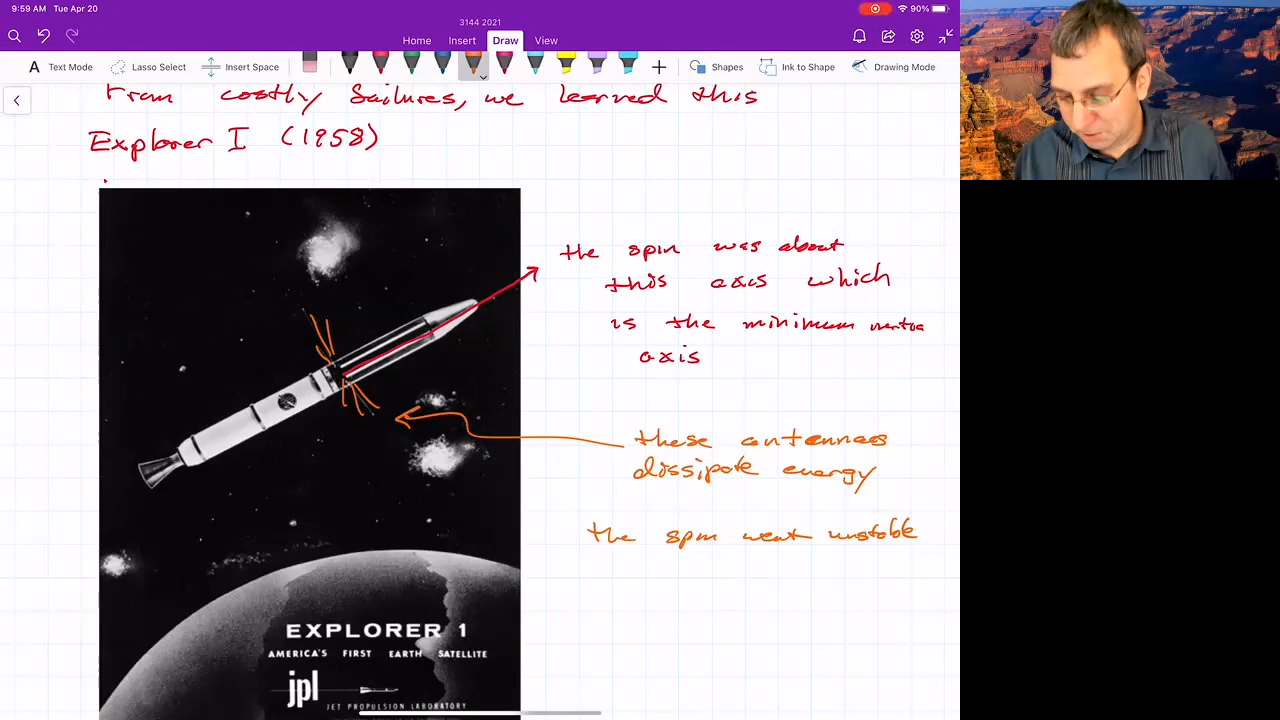 9:59 AM Tue Apr 20
90%
3144 2021
Home Insert Draw View
Text Mode Lasso Select Insert Space Shapes Ink to Shape Drawing Mode
From costly failures, we learned this
Explorer I (1958)
the spin was about
this axis which
is the minimum inertia
axis
these antennaes
dissipate energy
the spin went unstable
EXPLORER 1
AMERICA'S FIRST EARTH SATELLITE
jpl
JET PROPULSION LABORATORY